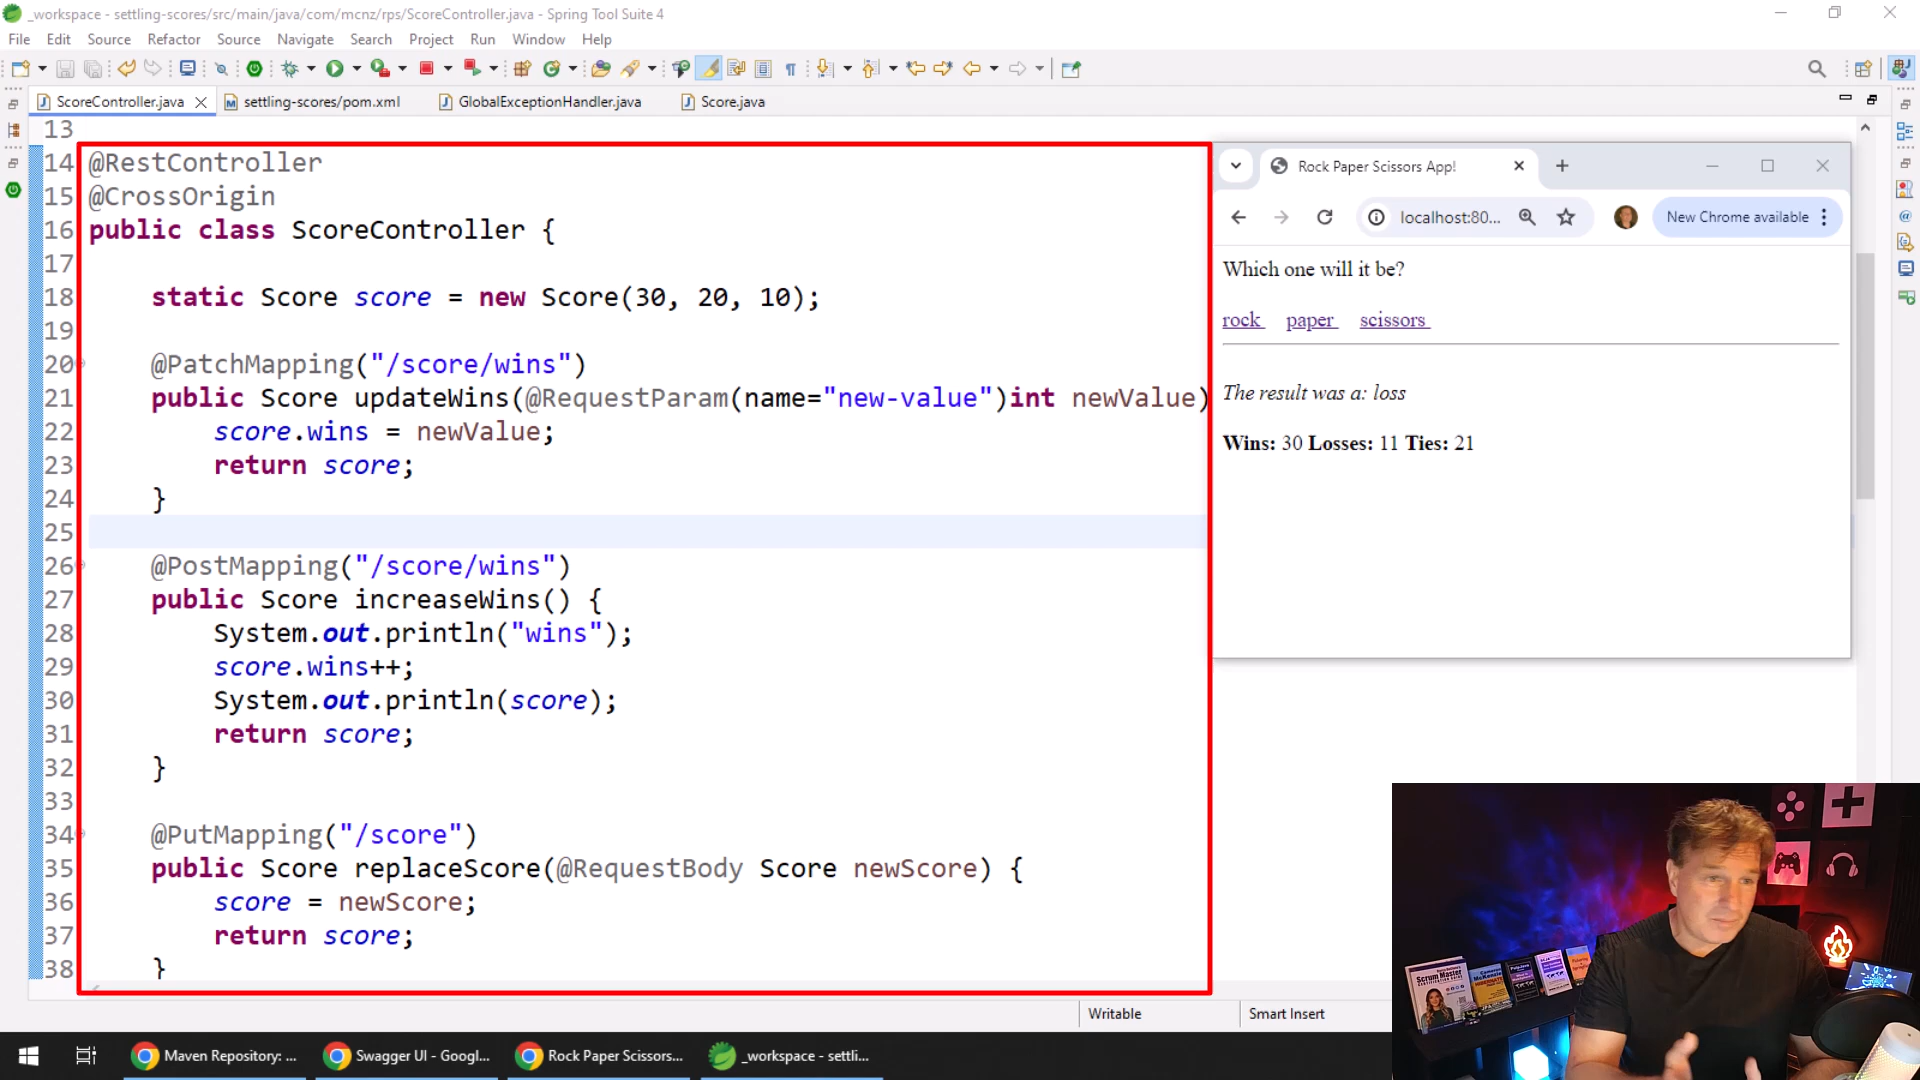 _workspace - settling-scores/src/main/java/com/mcnz/rps/ScoreController.java - Spring Tool Suite 4
File Edit Source Refactor Source Navigate Search Project Run Window Help
ScoreController.java settling-scores/pom.xml GlobalExceptionHandler.java Score.java
13
14 @RestController
15 @CrossOrigin
16 public class ScoreController {
17
18 static Score score = new Score(30, 20, 10);
19
20 @PatchMapping("/score/wins")
21 public Score updateWins(@RequestParam(name="new-value")int newValue)
22 score.wins = newValue;
23 return score;
24 }
25
26 @PostMapping("/score/wins")
27 public Score increaseWins() {
28 System.out.println("wins");
29 score.wins++;
30 System.out.println(score);
31 return score;
32 }
33
34 @PutMapping("/score")
35 public Score replaceScore(@RequestBody Score newScore) {
36 score = newScore;
37 return score;
38 }
Rock Paper Scissors App!
localhost:80... New Chrome available
Which one will it be?
rock paper scissors
The result was a: loss
Wins: 30 Losses: 11 Ties: 21
Writable Smart Insert
Scrum Master
Maven Repository: ... Swagger UI - Googl... Rock Paper Scissors... _workspace - settli...